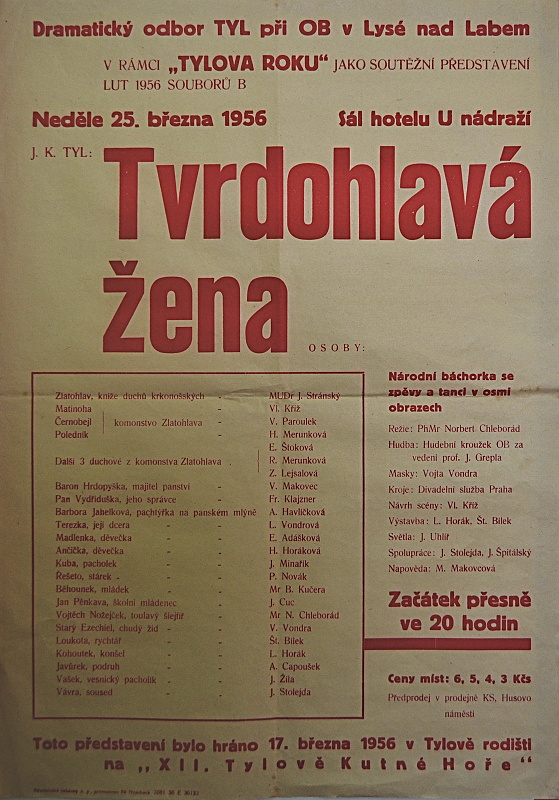 Dramatický odbor TYL při OB v Lysé nad Labem
V RÁMCI „TYLOVA ROKU“ JAKO SOUTĚŽNÍ PŘEDSTAVENÍ
LUT 1956 SOUBORŮ B
Neděle 25. března 1956 Sál hotelu U nádraží
J. K. TYL: Tvrdohlavá
žena
OSOBY:
Zlatohlav, kníže duchů krkonošských - MUDr J. Stránský
Matinoha - Vl. Kříž
Černobejl komonstvo Zlatohlava - V. Paroulek
Poledník - H. Merunková
E. Štoková
Další 3 duchové z komonstva Zlatohlava R. Merunková
Z. Lejsalová
Baron Hrdopyška, majitel panství - V. Makovec
Pan Vydřiduška, jeho správce - Fr. Klajzner
Barbora Jabelková, pachtýřka na panském mlýně A. Havlíčková
Terezka, její dcera - - L. Vondrová
Madlenka, děvečka - - E. Adášková
Ančička, děvečka - - H. Horáková
Kuba, pacholek - - J. Minařík
Řešeto, stárek - - - P. Novák
Běhounek, mládek - - Mr B. Kučera
Jan Pěnkava, školní mládenec - J. Cuc
Vojtěch Nožejček, toulavý šlejfíř - Mr N. Chleborád
Starý Ezechiel, chudý žid - - V. Vondra
Loukota, rychtář - - Št. Bílek
Kohoutek, konšel - - L. Horák
Javůrek, podruh - - A. Capoušek
Vašek, vesnický pacholík - - J. Žíla
Vávra, soused - - J. Stolejda
Národní báchorka se
zpěvy a tanci v osmi
obrazech
Režie: PhMr Norbert Chleborád
Hudba: Hudební kroužek OB za
vedení prof. J. Grepla
Masky: Vojta Vondra
Kroje: Divadelní služba Praha
Návrh scény: Vl. Kříž
Výstavba: L. Horák, Št. Bílek
Světla: J. Uhlíř
Spolupráce: J. Stolejda, J. Špitálský
Napověda: M. Makovcová
Začátek přesně
ve 20 hodin
Ceny míst: 6, 5, 4, 3 Kčs
Předprodej v prodejně KS, Husovo
náměstí
Toto představení bylo hráno 17. března 1956 v Tylově rodišti
na „XII. Tylově Kutné Hoře“